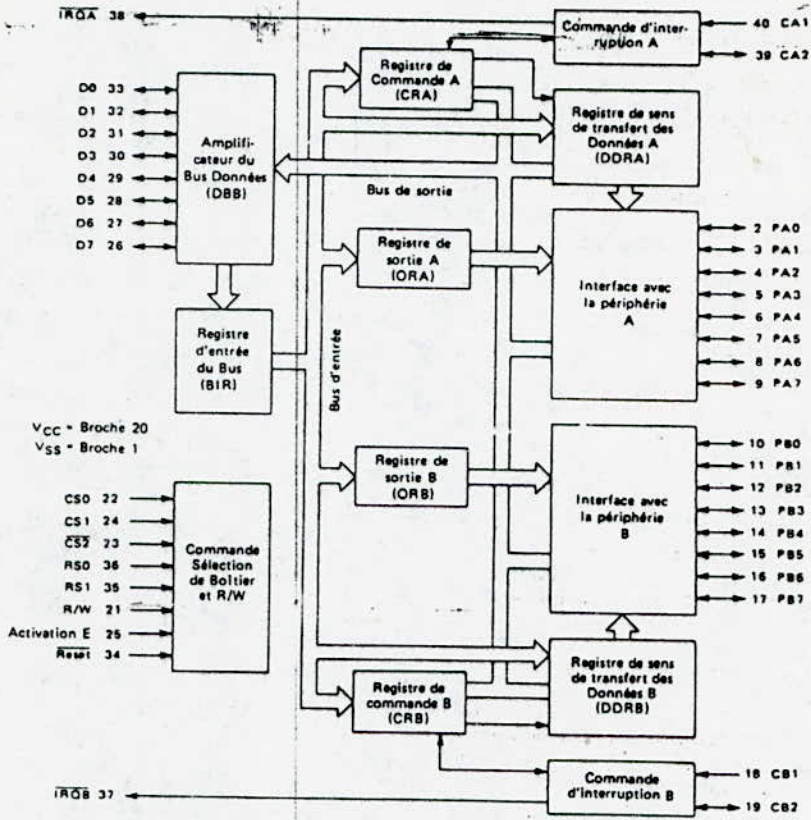 IRQA 38
Commande d'inter-
ruption A
40 CA1
39 CA2
Registre de
Commande A
(CRA)
D0 33
D1 32
D2 31
D3 30
D4 29
D5 28
D6 27
D7 26
Amplifi-
cateur du
Bus Données
(DBB)
Registre de sens
de transfert des
Données A
(DDRA)
Bus de sortie
Registre de
sortie A
(ORA)
Interface avec
la périphérie
A
2 PA0
3 PA1
4 PA2
5 PA3
6 PA4
7 PA5
8 PA6
9 PA7
Registre
d'entrée
du Bus
(BIR)
Bus d'entrée
VCC = Broche 20
VSS = Broche 1
Registre de
sortie B
(ORB)
Interface avec
la périphérie
B
10 PB0
11 PB1
12 PB2
13 PB3
14 PB4
15 PB5
16 PB6
17 PB7
CS0 22
CS1 24
CS2 23
RS0 36
RS1 35
R/W 21
Activation E 25
Reset 34
Commande
Sélection
de Boîtier
et R/W
Registre de
commande B
(CRB)
Registre de sens
de transfert des
Données B
(DDRB)
Commande
d'interruption B
18 CB1
19 CB2
IRQB 37